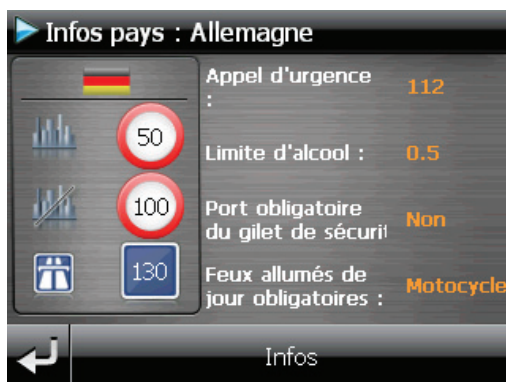 Infos pays : Allemagne
50
100
130
Appel d'urgence
:
112
Limite d'alcool :
0.5
Port obligatoire
du gilet de sécurit
Non
Feux allumés de
jour obligatoires :
Motocycle
Infos